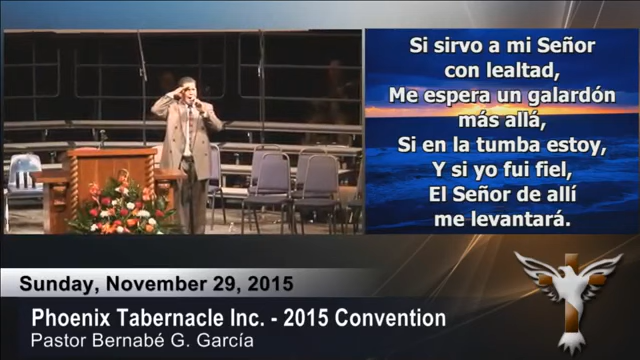 Si sirvo a mi Señor
con lealtad,
Me espera un galardón
más allá,
Si en la tumba estoy,
Y si yo fui fiel,
El Señor de allí
me levantará.
Sunday, November 29, 2015
Phoenix Tabernacle Inc. - 2015 Convention
Pastor Bernabé G. García